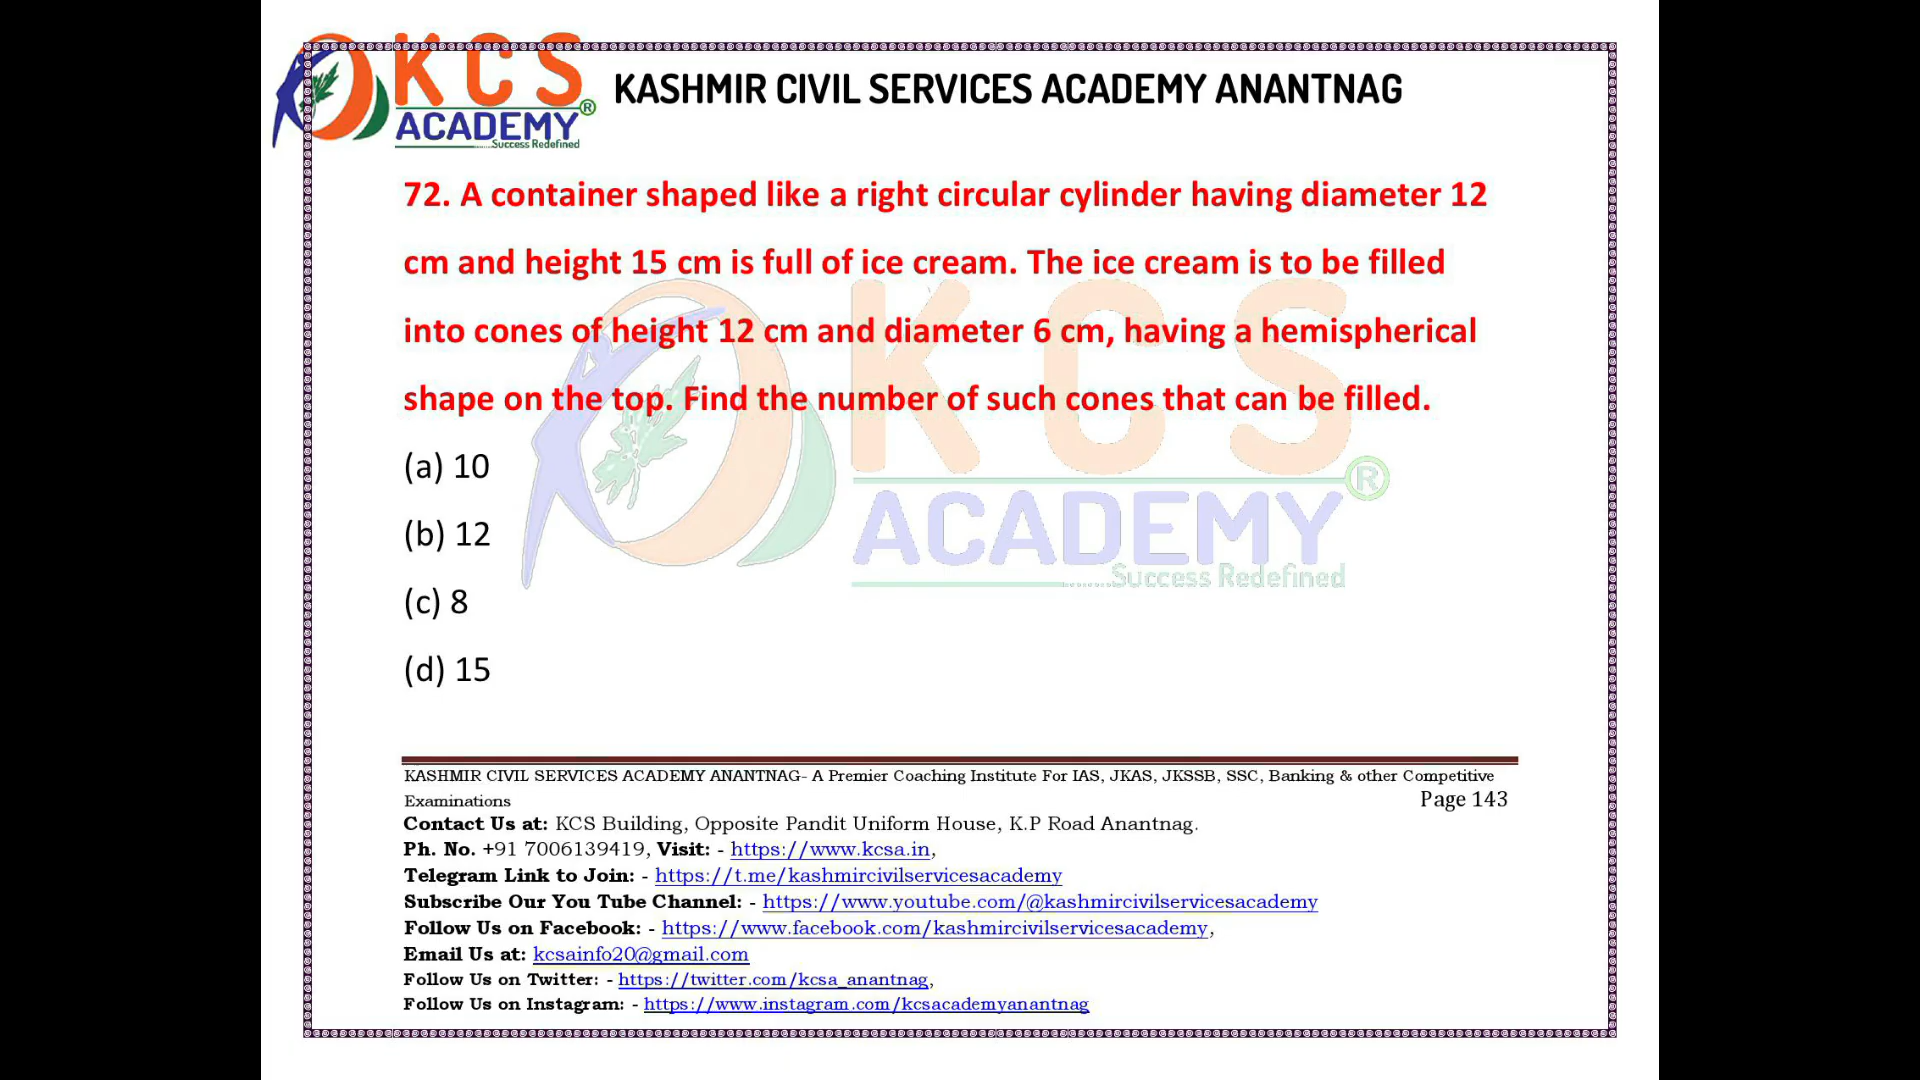 KCS
ACADEMY®
......Success Redefined
KASHMIR CIVIL SERVICES ACADEMY ANANTNAG
72. A container shaped like a right circular cylinder having diameter 12
cm and height 15 cm is full of ice cream. The ice cream is to be filled
into cones of height 12 cm and diameter 6 cm, having a hemispherical
shape on the top. Find the number of such cones that can be filled.
(a) 10
(b) 12
(c) 8
(d) 15
KCS
ACADEMY®
.......Success Redefined
KASHMIR CIVIL SERVICES ACADEMY ANANTNAG- A Premier Coaching Institute For IAS, JKAS, JKSSB, SSC, Banking & other Competitive
Examinations Page 143
Contact Us at: KCS Building, Opposite Pandit Uniform House, K.P Road Anantnag.
Ph. No. +91 7006139419, Visit: - https://www.kcsa.in,
Telegram Link to Join: - https://t.me/kashmircivilservicesacademy
Subscribe Our You Tube Channel: - https://www.youtube.com/@kashmircivilservicesacademy
Follow Us on Facebook: - https://www.facebook.com/kashmircivilservicesacademy,
Email Us at: kcsainfo20@gmail.com
Follow Us on Twitter: - https://twitter.com/kcsa_anantnag,
Follow Us on Instagram: - https://www.instagram.com/kcsacademyanantnag